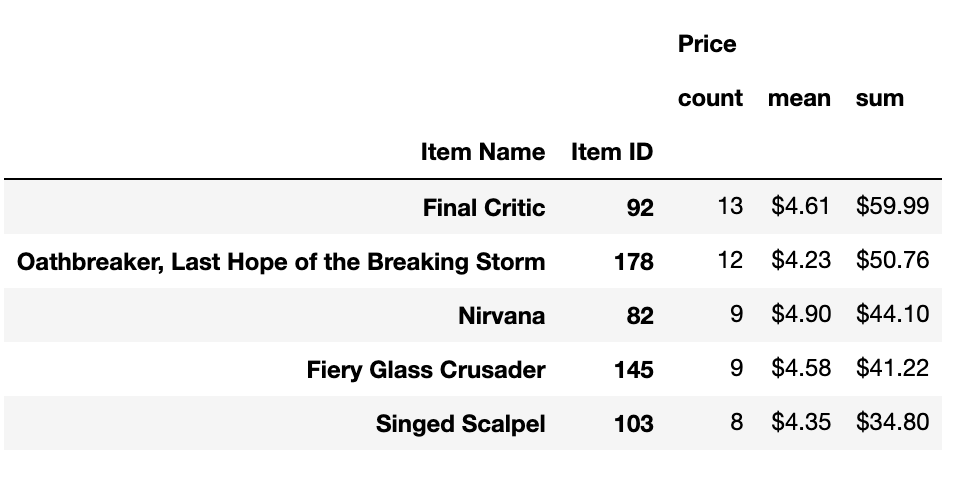 Price
count mean sum
Item Name Item ID
Final Critic 92 13 $4.61 $59.99
Oathbreaker, Last Hope of the Breaking Storm 178 12 $4.23 $50.76
Nirvana 82 9 $4.90 $44.10
Fiery Glass Crusader 145 9 $4.58 $41.22
Singed Scalpel 103 8 $4.35 $34.80